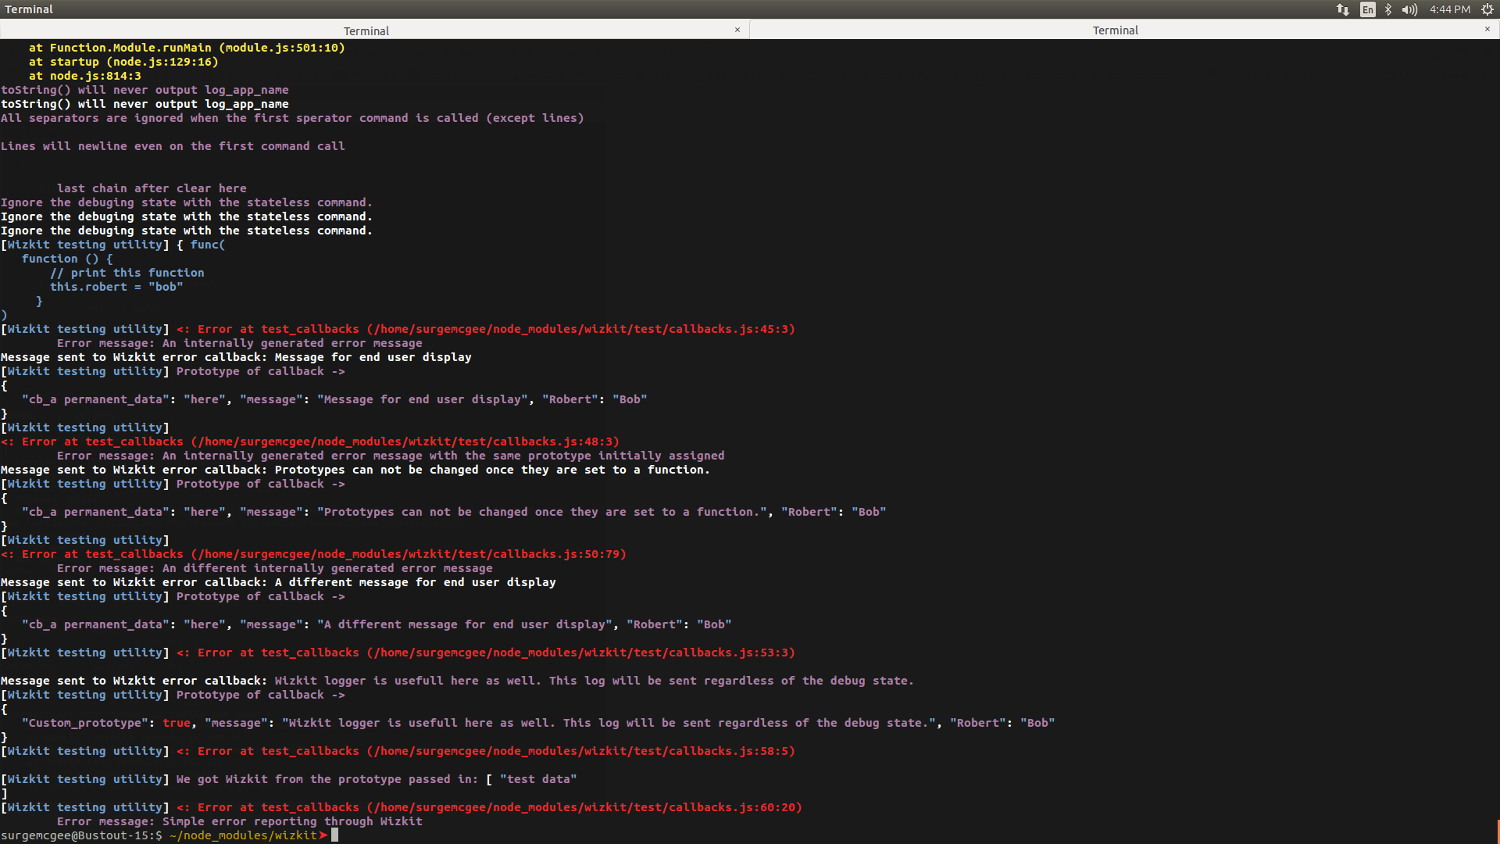 Terminal
En
4:44 PM
Terminal ×
Terminal ×
at Function.Module.runMain (module.js:501:10)
at startup (node.js:129:16)
at node.js:814:3
toString() will never output log_app_name
toString() will never output log_app_name
All separators are ignored when the first sperator command is called (except lines)
Lines will newline even on the first command call
last chain after clear here
Ignore the debuging state with the stateless command.
Ignore the debuging state with the stateless command.
Ignore the debuging state with the stateless command.
[Wizkit testing utility] { func(
function () {
// print this function
this.robert = "bob"
}
)
[Wizkit testing utility] <: Error at test_callbacks (/home/surgemcgee/node_modules/wizkit/test/callbacks.js:45:3)
Error message: An internally generated error message
Message sent to Wizkit error callback: Message for end user display
[Wizkit testing utility] Prototype of callback ->
{
"cb_a permanent_data": "here", "message": "Message for end user display", "Robert": "Bob"
}
[Wizkit testing utility]
<: Error at test_callbacks (/home/surgemcgee/node_modules/wizkit/test/callbacks.js:48:3)
Error message: An internally generated error message with the same prototype initially assigned
Message sent to Wizkit error callback: Prototypes can not be changed once they are set to a function.
[Wizkit testing utility] Prototype of callback ->
{
"cb_a permanent_data": "here", "message": "Prototypes can not be changed once they are set to a function.", "Robert": "Bob"
}
[Wizkit testing utility]
<: Error at test_callbacks (/home/surgemcgee/node_modules/wizkit/test/callbacks.js:50:79)
Error message: An different internally generated error message
Message sent to Wizkit error callback: A different message for end user display
[Wizkit testing utility] Prototype of callback ->
{
"cb_a permanent_data": "here", "message": "A different message for end user display", "Robert": "Bob"
}
[Wizkit testing utility] <: Error at test_callbacks (/home/surgemcgee/node_modules/wizkit/test/callbacks.js:53:3)
Message sent to Wizkit error callback: Wizkit logger is usefull here as well. This log will be sent regardless of the debug state.
[Wizkit testing utility] Prototype of callback ->
{
"Custom_prototype": true, "message": "Wizkit logger is usefull here as well. This log will be sent regardless of the debug state.", "Robert": "Bob"
}
[Wizkit testing utility] <: Error at test_callbacks (/home/surgemcgee/node_modules/wizkit/test/callbacks.js:58:5)
[Wizkit testing utility] We got Wizkit from the prototype passed in: [ "test data"
]
[Wizkit testing utility] <: Error at test_callbacks (/home/surgemcgee/node_modules/wizkit/test/callbacks.js:60:20)
Error message: Simple error reporting through Wizkit
surgemcgee@Bustout-15:$ ~/node_modules/wizkit➤